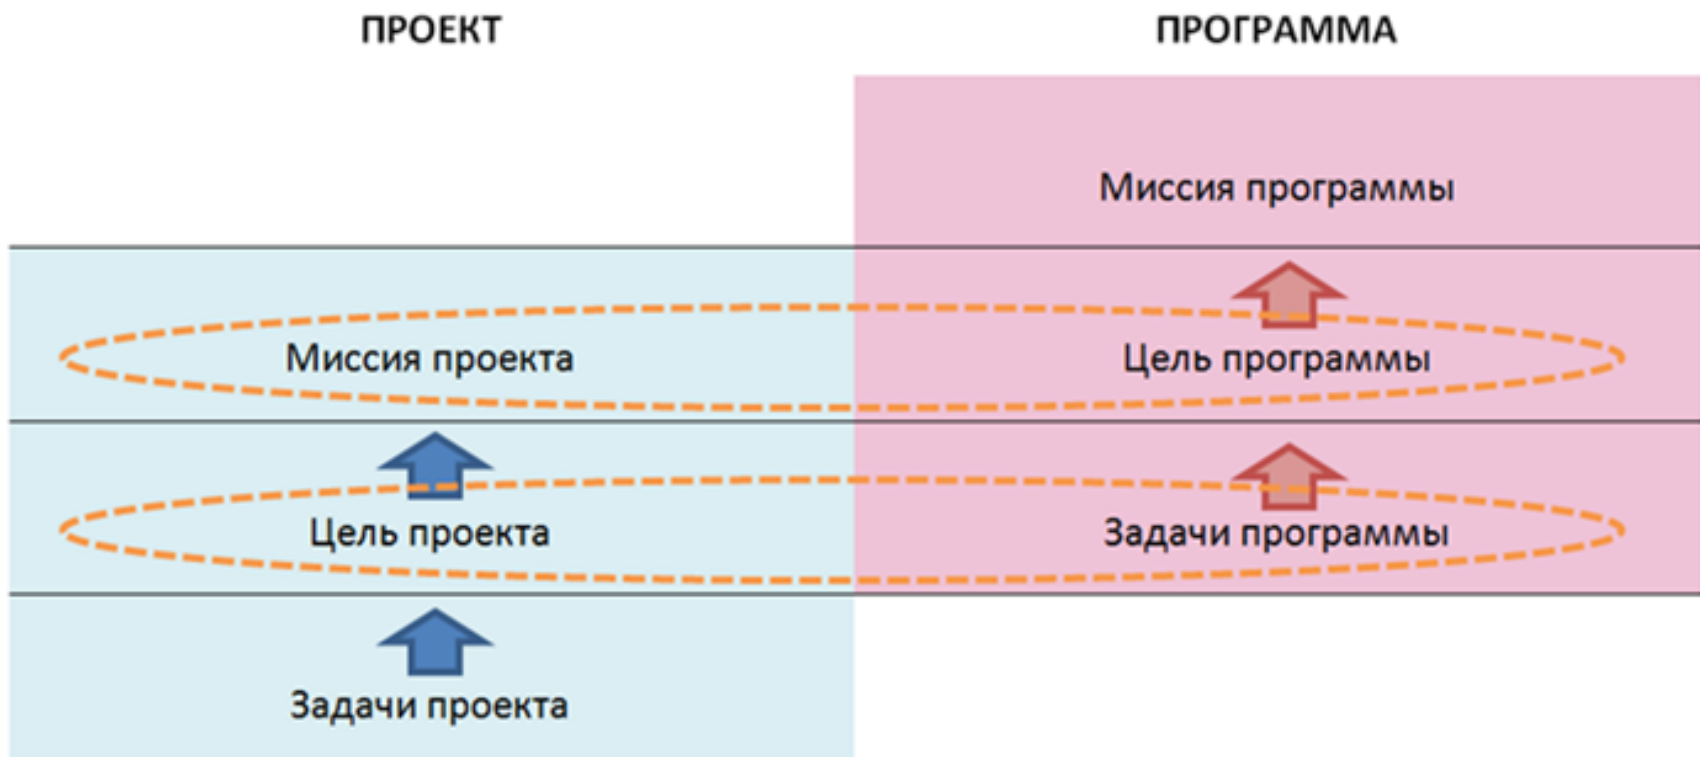 ПРОЕКТ
ПРОГРАММА
Миссия программы
Миссия проекта
Цель программы
Цель проекта
Задачи программы
Задачи проекта